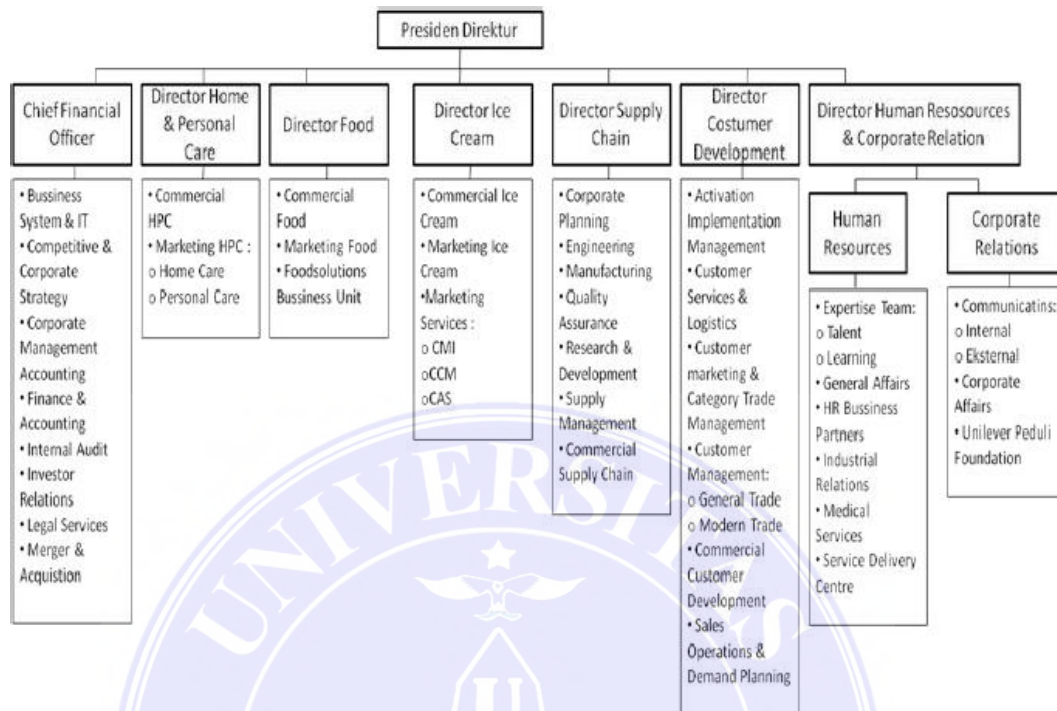 Presiden Direktur
Chief Financial
Officer
Director Home
& Personal
Care
Director Food
Director Ice
Cream
Director Supply
Chain
Director
Costumer
Development
Director Human Resosources
& Corporate Relation
• Bussiness
System & IT
• Competitive &
Corporate
Strategy
• Corporate
Management
Accounting
• Finance &
Accounting
• Internal Audit
• Investor
Relations
• Legal Services
• Merger &
Acquistion
• Commercial
HPC
• Marketing HPC :
o Home Care
o Personal Care
• Commercial
Food
• Marketing Food
• Foodsolutions
Bussiness Unit
• Commercial Ice
Cream
• Marketing Ice
Cream
•Marketing
Services :
o CMI
oCCM
oCAS
• Corporate
Planning
• Engineering
• Manufacturing
• Quality
Assurance
• Research &
Development
• Supply
Management
• Commercial
Supply Chain
• Activation
Implementation
Management
• Customer
Services &
Logistics
• Customer
marketing &
Category Trade
Management
• Customer
Management:
o General Trade
o Modern Trade
• Commercial
Customer
Development
• Sales
Operations &
Demand Planning
Human
Resources
• Expertise Team:
o Talent
o Learning
• General Affairs
• HR Bussiness
Partners
• Industrial
Relations
• Medical
Services
• Service Delivery
Centre
Corporate
Relations
• Communicatins:
o Internal
o Eksternal
• Corporate
Affairs
• Unilever Peduli
Foundation
UNIVERSITAS